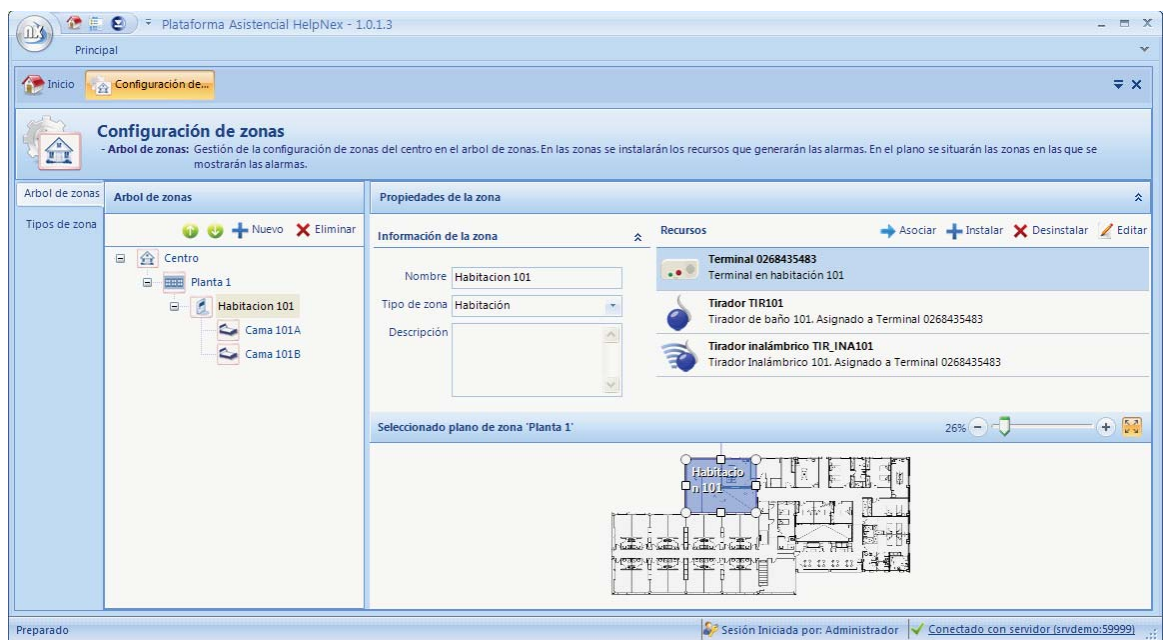 Plataforma Asistencial HelpNex - 1.0.1.3
Principal
Inicio
Configuración de...
Configuración de zonas
- Arbol de zonas: Gestión de la configuración de zonas del centro en el arbol de zonas. En las zonas se instalarán los recursos que generarán las alarmas. En el plano se situarán las zonas en las que se
mostrarán las alarmas.
Arbol de zonas
Tipos de zona
Arbol de zonas
Nuevo Eliminar
Centro
Planta 1
Habitacion 101
Cama 101A
Cama 101B
Propiedades de la zona
Información de la zona
Nombre Habitacion 101
Tipo de zona Habitación
Descripción
Recursos Asociar Instalar Desinstalar Editar
Terminal 0268435483
Terminal en habitación 101
Tirador TIR101
Tirador de baño 101. Asignado a Terminal 0268435483
Tirador inalámbrico TIR_INA101
Tirador Inalámbrico 101. Asignado a Terminal 0268435483
Seleccionado plano de zona 'Planta 1' 26%
Habitacio
n 101
Preparado Sesión Iniciada por: Administrador Conectado con servidor (srvdemo:59999)